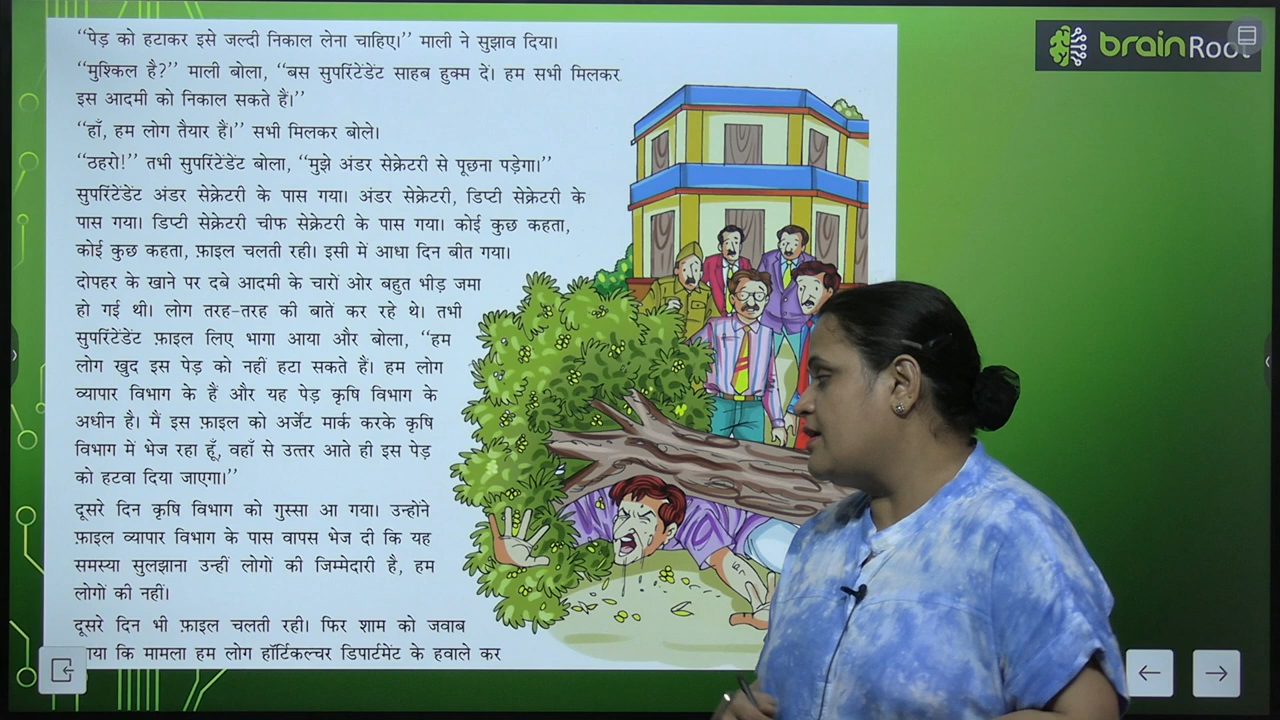 “पेड़ को हटाकर इसे जल्दी निकाल लेना चाहिए।” माली ने सुझाव दिया।
“मुश्किल है?” माली बोला, “बस सुपरिंटेंडेंट साहब हुक्म दें। हम सभी मिलकर
इस आदमी को निकाल सकते हैं।”
“हाँ, हम लोग तैयार हैं।” सभी मिलकर बोले।
“ठहरो!” तभी सुपरिंटेंडेंट बोला, “मुझे अंडर सेक्रेटरी से पूछना पड़ेगा।”
सुपरिंटेंडेंट अंडर सेक्रेटरी के पास गया। अंडर सेक्रेटरी, डिप्टी सेक्रेटरी के
पास गया। डिप्टी सेक्रेटरी चीफ सेक्रेटरी के पास गया। कोई कुछ कहता,
कोई कुछ कहता, फ़ाइल चलती रही। इसी में आधा दिन बीत गया।
दोपहर के खाने पर दबे आदमी के चारों ओर बहुत भीड़ जमा
हो गई थी। लोग तरह-तरह की बातें कर रहे थे। तभी
सुपरिंटेंडेंट फ़ाइल लिए भागा आया और बोला, “हम
लोग खुद इस पेड़ को नहीं हटा सकते हैं। हम लोग
व्यापार विभाग के हैं और यह पेड़ कृषि विभाग के
अधीन है। मैं इस फ़ाइल को अर्जेंट मार्क करके कृषि
विभाग में भेज रहा हूँ, वहाँ से उत्तर आते ही इस पेड़
को हटवा दिया जाएगा।”
दूसरे दिन कृषि विभाग को गुस्सा आ गया। उन्होंने
फ़ाइल व्यापार विभाग के पास वापस भेज दी कि यह
समस्या सुलझाना उन्हीं लोगों की जिम्मेदारी है, हम
लोगों की नहीं।
दूसरे दिन भी फ़ाइल चलती रही। फिर शाम को जवाब
कि मामला हम लोग हॉर्टिकल्चर डिपार्टमेंट के हवाले कर
brainRoot